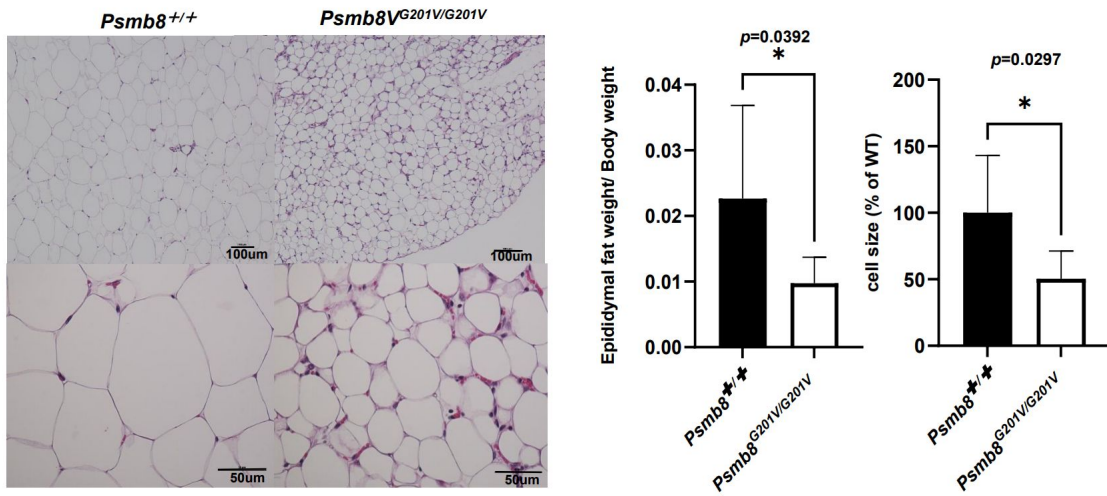 Psmb8+/+ Psmb8VG201V/G201V
100um 100um
50um 50um
p=0.0392
*
Epididymal fat weight/ Body weight
0.04
0.03
0.02
0.01
0.00
Psmb8+/+
Psmb8G201V/G201V
p=0.0297
*
cell size (% of WT)
200
150
100
50
0
Psmb8+/+
Psmb8G201V/G201V